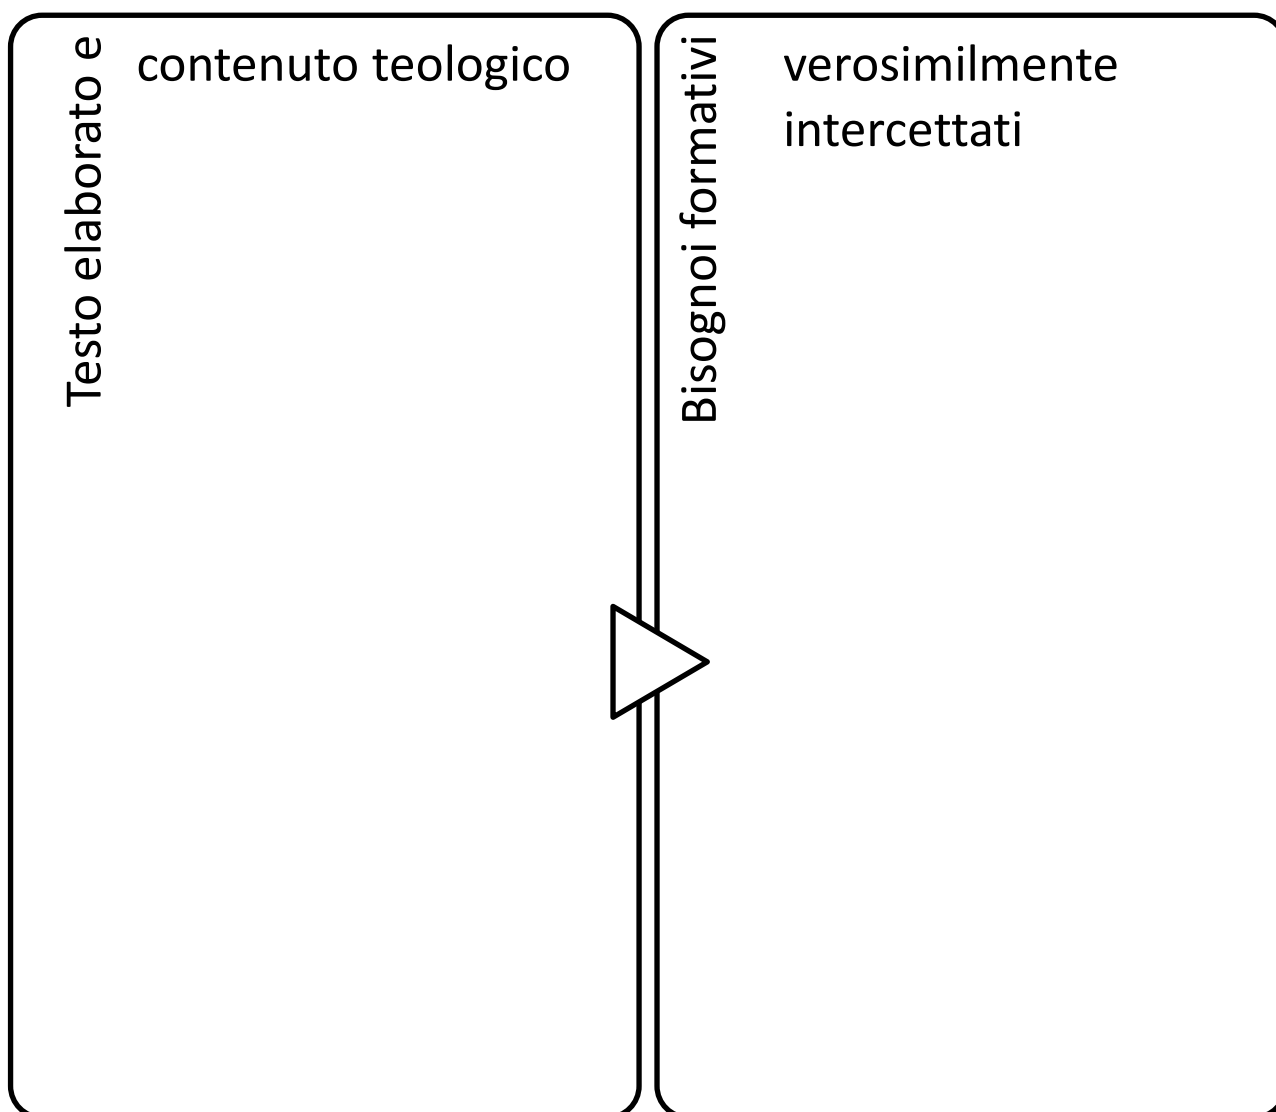 Testo elaborato e
contenuto teologico
Bisognoi formativi
verosimilmente
intercettati